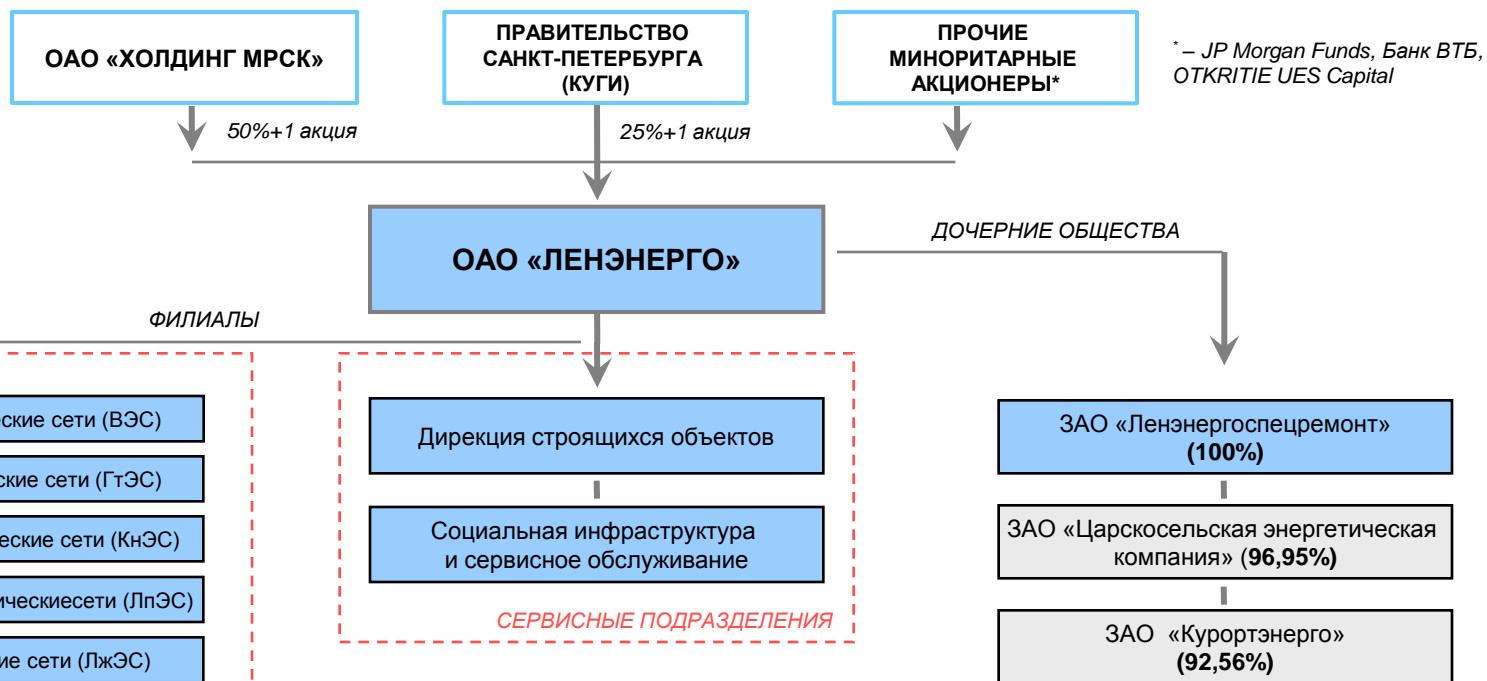 ОАО «ХОЛДИНГ МРСК»
ПРАВИТЕЛЬСТВО
САНКТ-ПЕТЕРБУРГА
(КУГИ)
ПРОЧИЕ
МИНОРИТАРНЫЕ
АКЦИОНЕРЫ*
* – JP Morgan Funds, Банк ВТБ,
OTKRITIE UES Capital
50%+1 акция
25%+1 акция
ОАО «ЛЕНЭНЕРГО»
ДОЧЕРНИЕ ОБЩЕСТВА
ФИЛИАЛЫ
еские сети (ВЭС)
ские сети (ГтЭС)
еские сети (КнЭС)
ическиесети (ЛпЭС)
ие сети (ЛжЭС)
Дирекция строящихся объектов
Социальная инфраструктура
и сервисное обслуживание
СЕРВИСНЫЕ ПОДРАЗДЕЛЕНИЯ
ЗАО «Ленэнергоспецремонт»
(100%)
ЗАО «Царскосельская энергетическая
компания» (96,95%)
ЗАО «Курортэнерго»
(92,56%)